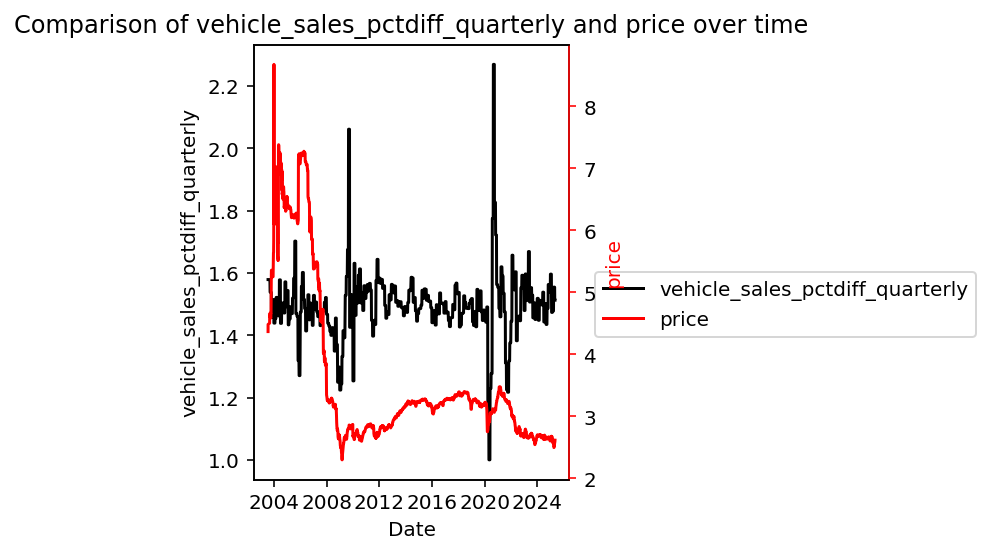 Comparison of vehicle_sales_pctdiff_quarterly and price over time
2.2
2.0
1.8
1.6
1.4
1.2
1.0
vehicle_sales_pctdiff_quarterly
8
7
6
5
4
3
2
price
vehicle_sales_pctdiff_quarterly
price
2004 2008 2012 2016 2020 2024
Date